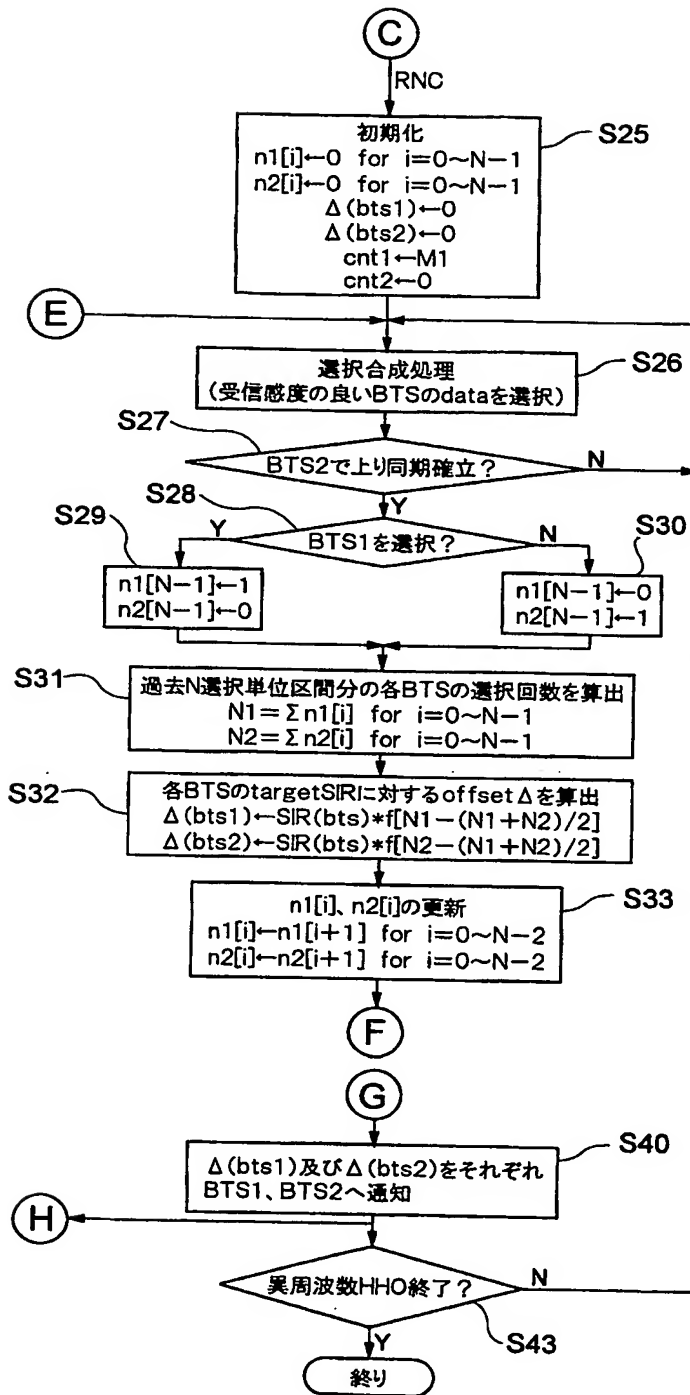 C
RNC
初期化
n1[i]←0 for i=0~N−1
n2[i]←0 for i=0~N−1
Δ(bts1)←0
Δ(bts2)←0
cnt1←M1
cnt2←0
S25
E
選択合成処理
(受信感度の良いBTSのdataを選択)
S26
S27
BTS2で上り同期確立?
N
Y
S28
BTS1を選択?
Y
N
S29
n1[N−1]←1
n2[N−1]←0
S30
n1[N−1]←0
n2[N−1]←1
S31
過去N選択単位区間分の各BTSの選択回数を算出
N1=Σn1[i] for i=0~N−1
N2=Σn2[i] for i=0~N−1
S32
各BTSのtargetSIRに対するoffsetΔを算出
Δ(bts1)←SIR(bts)*f[N1−(N1+N2)/2]
Δ(bts2)←SIR(bts)*f[N2−(N1+N2)/2]
S33
n1[i]、n2[i]の更新
n1[i]←n1[i+1] for i=0~N−2
n2[i]←n2[i+1] for i=0~N−2
F
G
S40
Δ(bts1)及びΔ(bts2)をそれぞれ
BTS1、BTS2へ通知
H
異周波数HHO終了?
N
S43
Y
終り